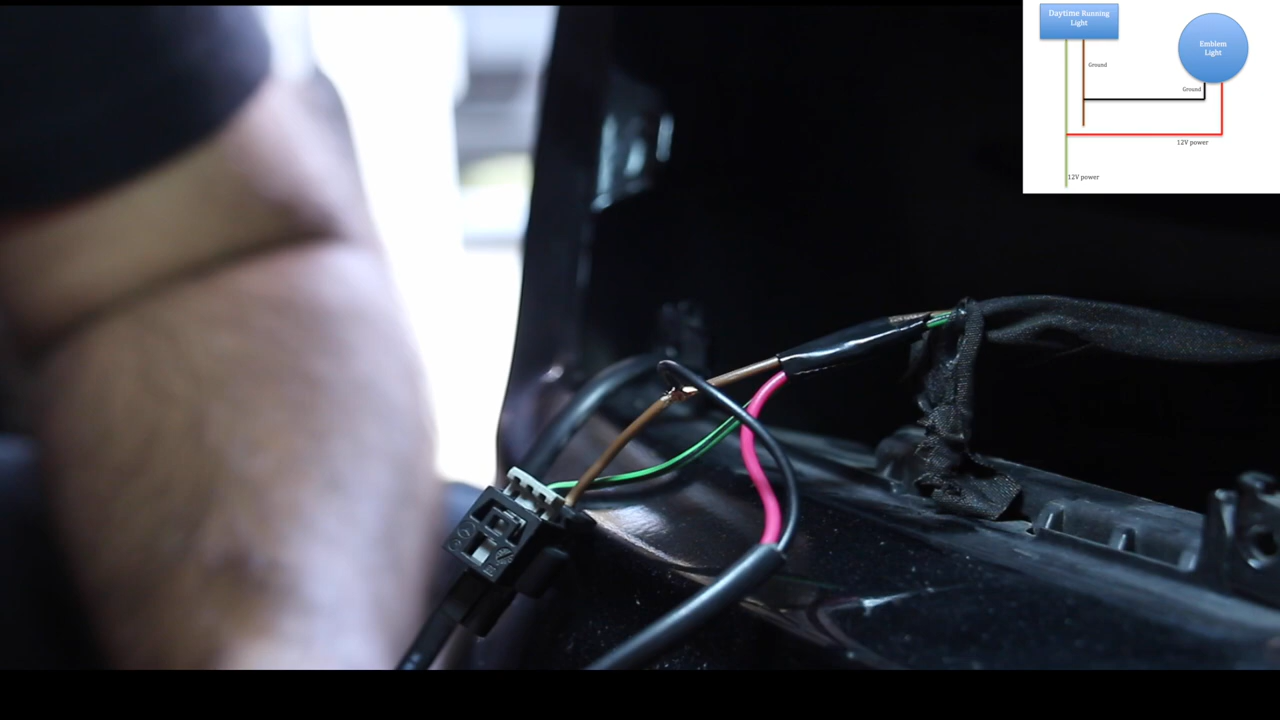 Daytime Running
Light
Emblem
Light
Ground
Ground
12V power
12V power